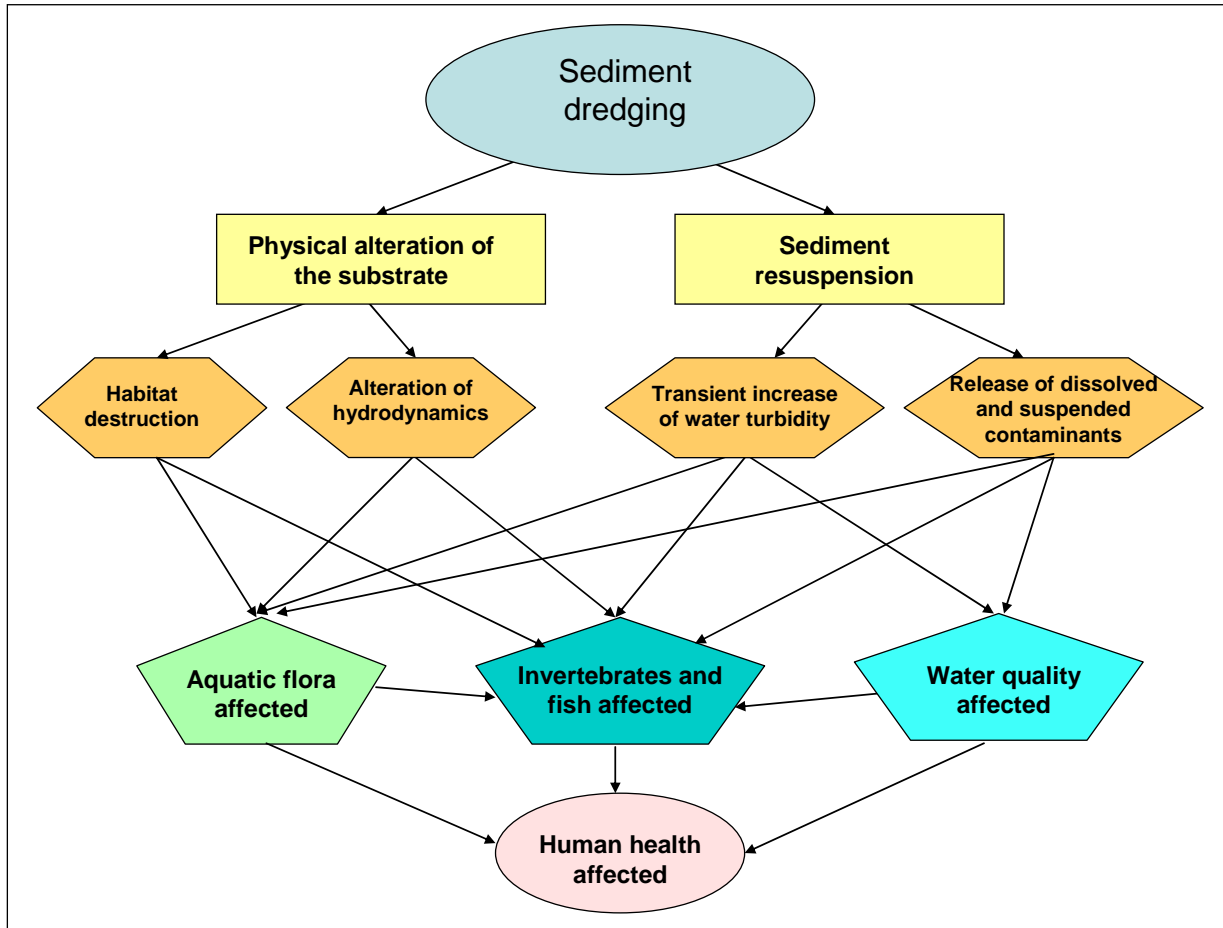 Sediment
dredging
Physical alteration of
the substrate
Sediment
resuspension
Habitat
destruction
Alteration of
hydrodynamics
Transient increase
of water turbidity
Release of dissolved
and suspended
contaminants
Aquatic flora
affected
Invertebrates and
fish affected
Water quality
affected
Human health
affected